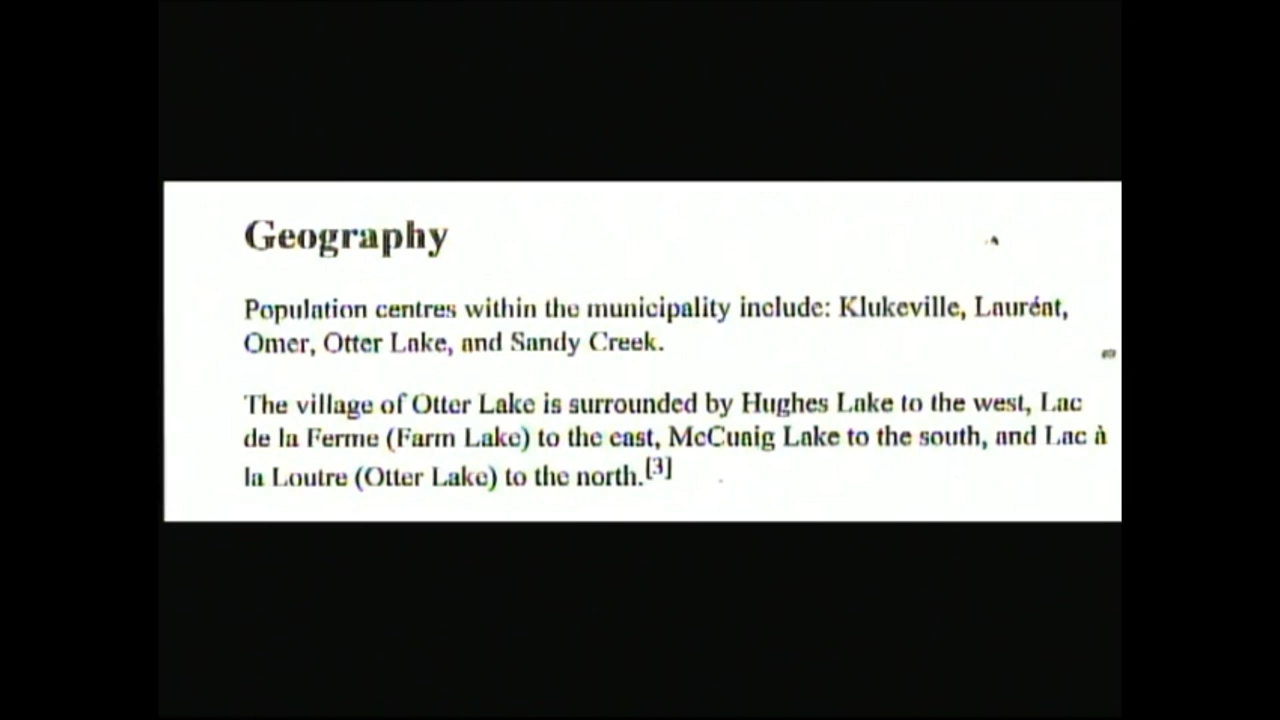 Geography
Population centres within the municipality include: Klukeville, Lauréat,
Omer, Otter Lake, and Sandy Creek.
The village of Otter Lake is surrounded by Hughes Lake to the west, Lac
de la Ferme (Farm Lake) to the east, McCuaig Lake to the south, and Lac à
la Loutre (Otter Lake) to the north.[3]